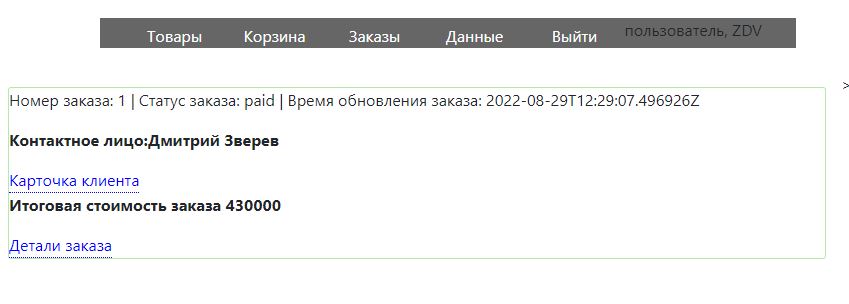 Товары Корзина Заказы Данные Выйти пользователь, ZDV
>
Номер заказа: 1 | Статус заказа: paid | Время обновления заказа: 2022-08-29T12:29:07.496926Z
Контактное лицо:Дмитрий Зверев
Карточка клиента
Итоговая стоимость заказа 430000
Детали заказа